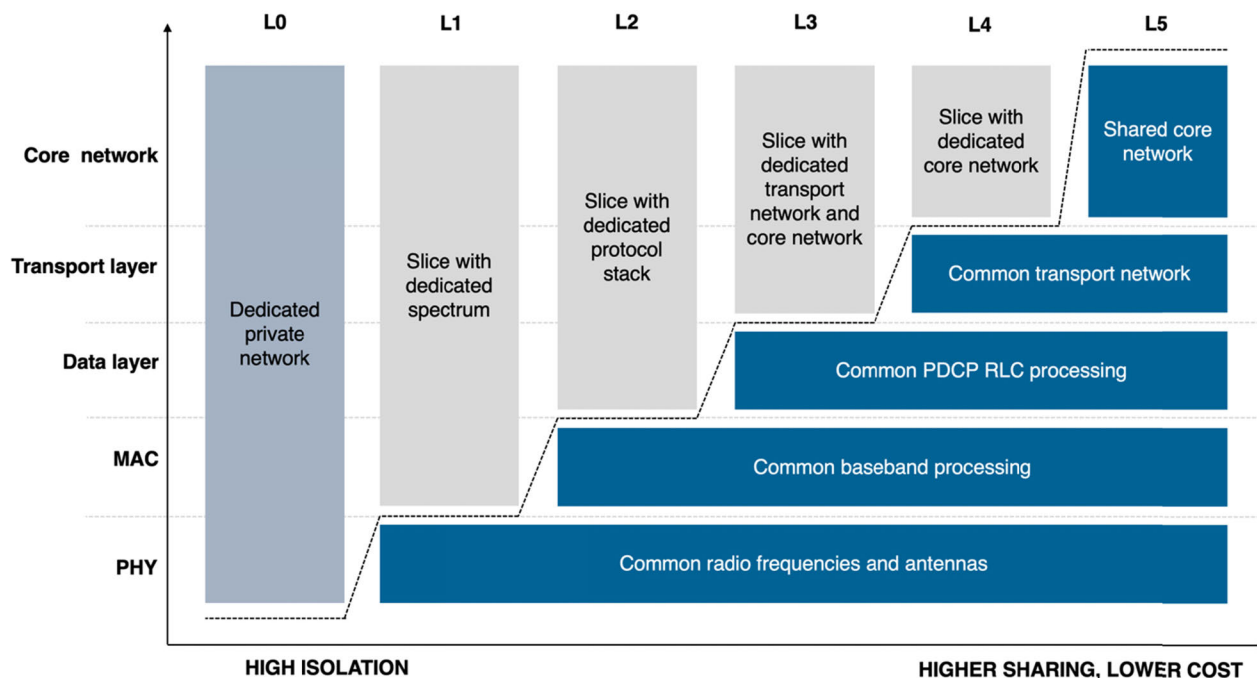 L0
L1
L2
L3
L4
L5
Core network
Transport layer
Data layer
MAC
PHY
Dedicated
private
network
Slice with
dedicated
spectrum
Slice with
dedicated
protocol
stack
Slice with
dedicated
transport
network and
core network
Slice with
dedicated
core network
Shared core
network
Common transport network
Common PDCP RLC processing
Common baseband processing
Common radio frequencies and antennas
HIGH ISOLATION
HIGHER SHARING, LOWER COST